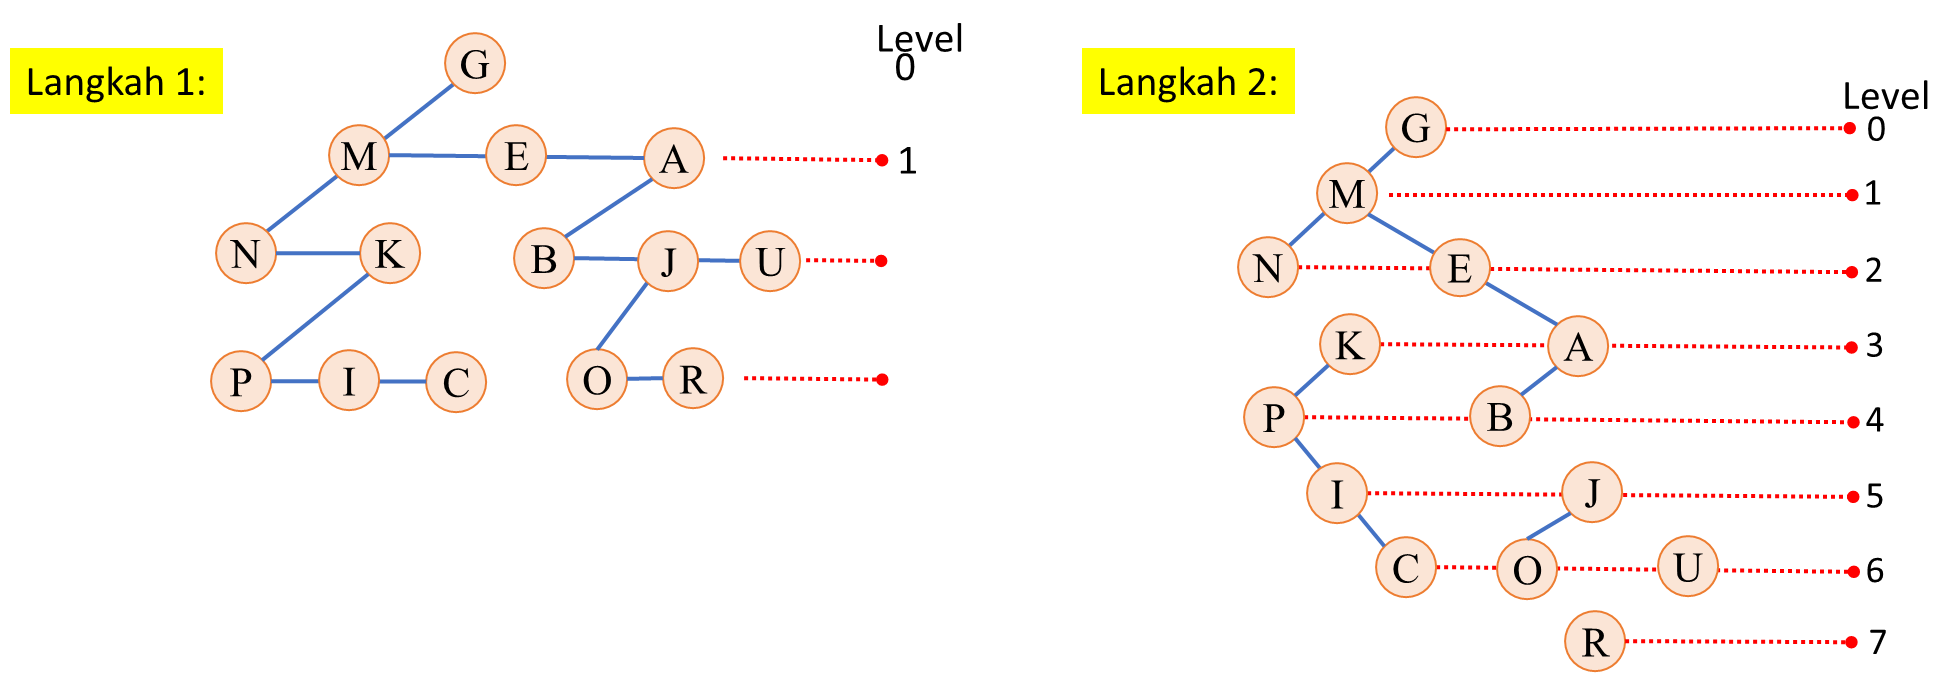 Langkah 1:
Level
0
G
M E A 1
N K B J U
P I C O R
Langkah 2:
Level
G 0
M 1
N E 2
K A 3
P B 4
I J 5
C O U 6
R 7